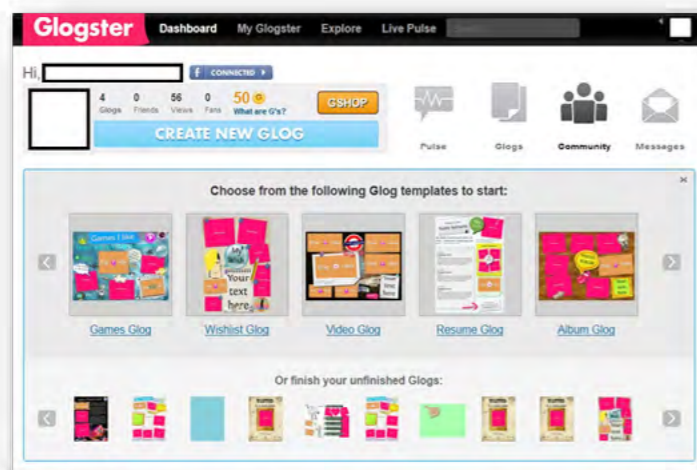 Glogster Dashboard My Glogster Explore Live Pulse
Hi,
f CONNECTED
4 0 56 0 50 G
Glogs Friends Views Fans What are G's?
GSHOP
CREATE NEW GLOG
Pulse Glogs Community Messages
Choose from the following Glog templates to start:
Games I like
Your
text
here
Games Glog Wishlist Glog Video Glog Resume Glog Album Glog
Or finish your unfinished Glogs: